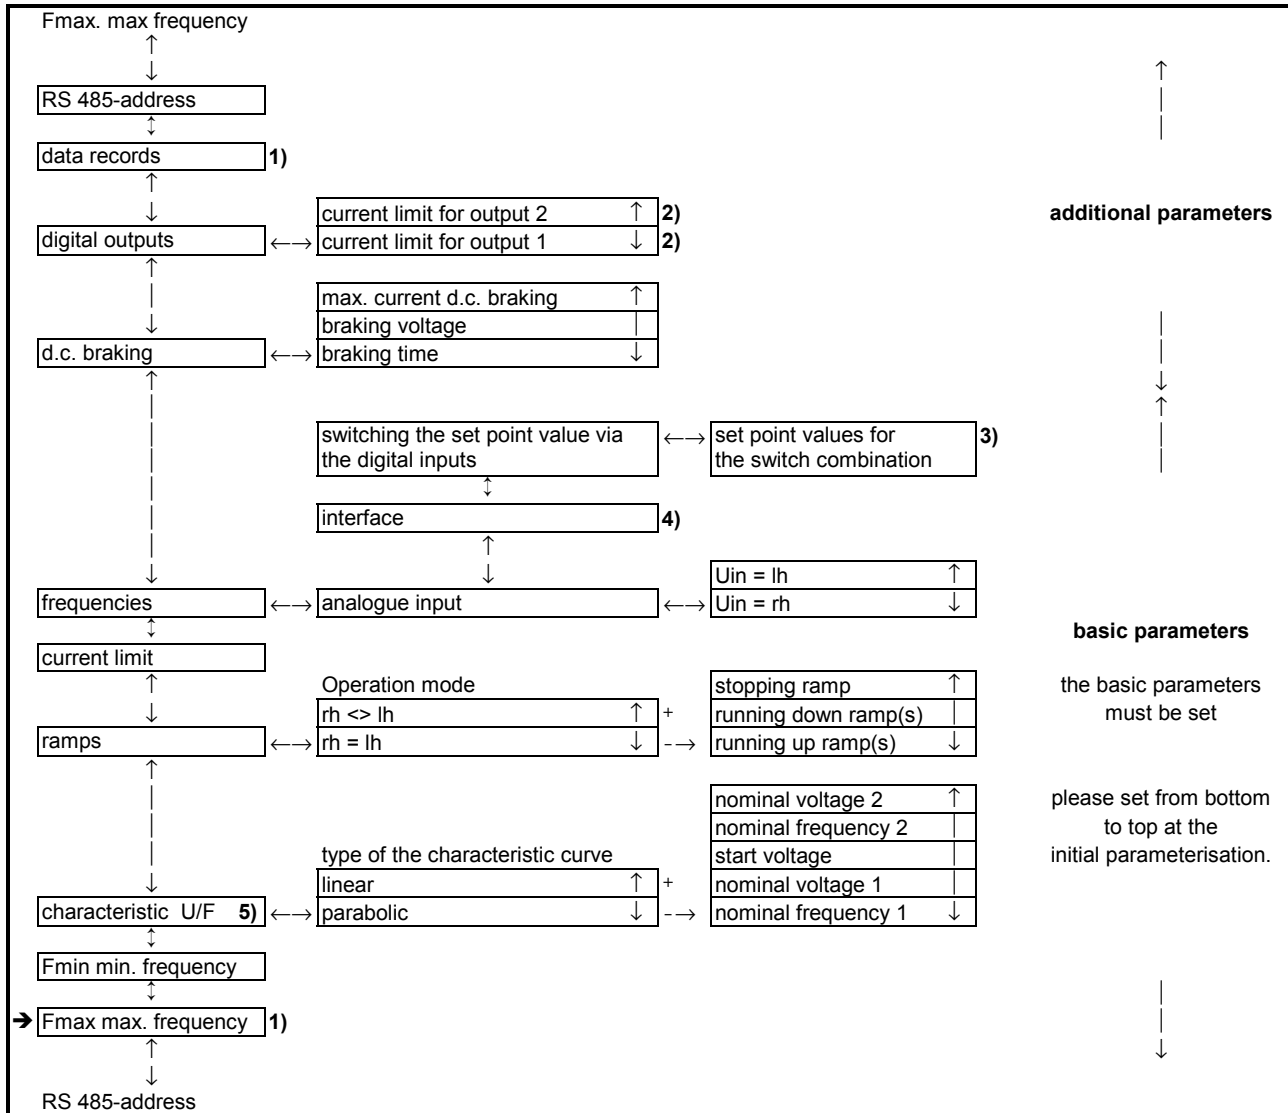 Fmax. max frequency
RS 485-address
data records 1)
current limit for output 2 ↑ 2)
additional parameters
digital outputs ←→ current limit for output 1 ↓ 2)
max. current d.c. braking ↑
braking voltage |
d.c. braking ←→ braking time ↓
switching the set point value via ←→ set point values for 3)
the digital inputs the switch combination
interface 4)
Uin = lh ↑
frequencies ←→ analogue input ←→ Uin = rh ↓
basic parameters
current limit
Operation mode stopping ramp ↑ the basic parameters
rh <> lh ↑ + running down ramp(s) | must be set
ramps ←→ rh = lh ↓ -→ running up ramp(s) ↓
nominal voltage 2 ↑ please set from bottom
nominal frequency 2 | to top at the
type of the characteristic curve start voltage | initial parameterisation.
linear ↑ + nominal voltage 1 |
characteristic U/F 5) ←→ parabolic ↓ -→ nominal frequency 1 ↓
Fmin min. frequency
➔ Fmax max. frequency 1)
RS 485-address